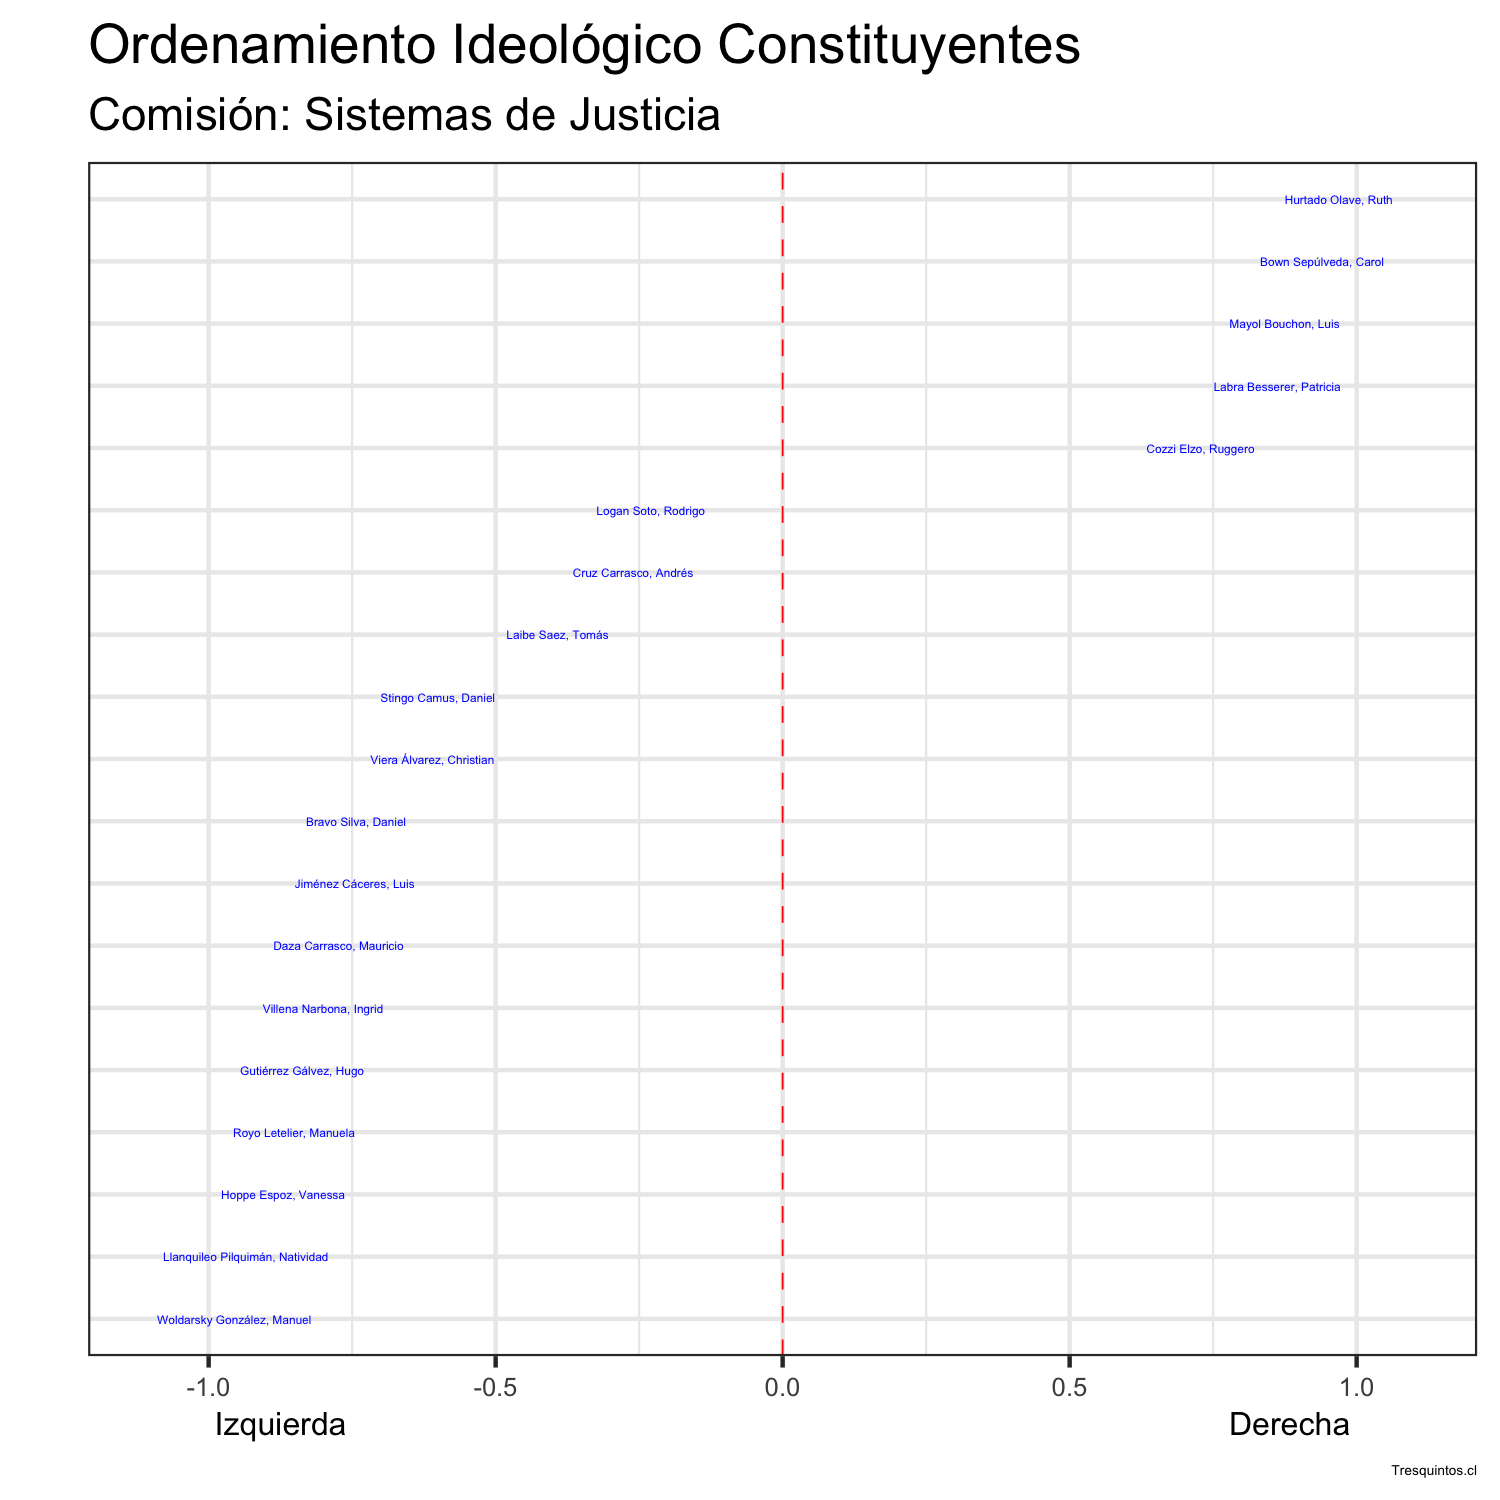 Ordenamiento Ideológico Constituyentes
Comisión: Sistemas de Justicia
Hurtado Olave, Ruth
Bown Sepúlveda, Carol
Mayol Bouchon, Luis
Labra Besserer, Patricia
Cozzi Elzo, Ruggero
Logan Soto, Rodrigo
Cruz Carrasco, Andrés
Laibe Saez, Tomás
Stingo Camus, Daniel
Viera Álvarez, Christian
Bravo Silva, Daniel
Jiménez Cáceres, Luis
Daza Carrasco, Mauricio
Villena Narbona, Ingrid
Gutiérrez Gálvez, Hugo
Royo Letelier, Manuela
Hoppe Espoz, Vanessa
Llanquileo Pilquimán, Natividad
Woldarsky González, Manuel
-1.0 -0.5 0.0 0.5 1.0
Izquierda Derecha
Tresquintos.cl